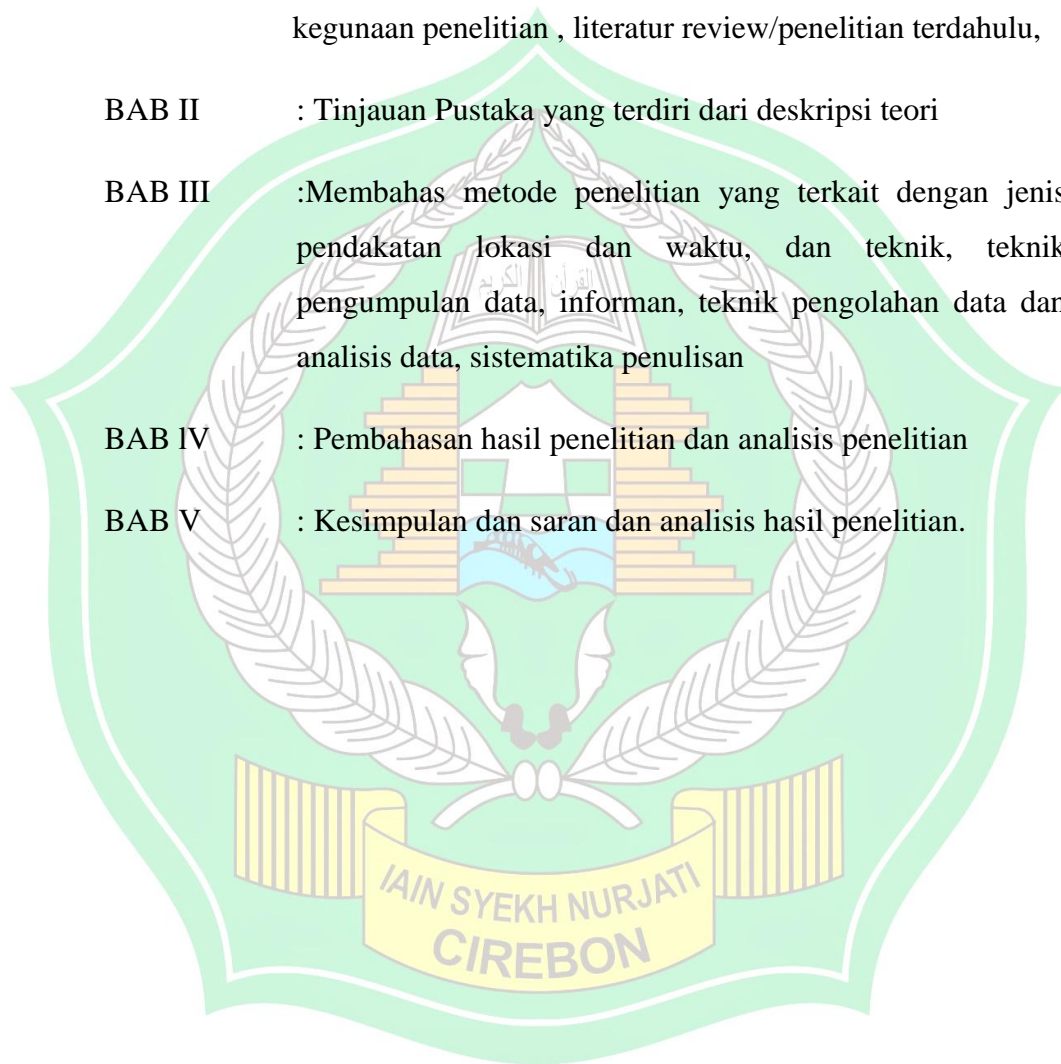 kegunaan penelitian , literatur review/penelitian terdahulu,
BAB II : Tinjauan Pustaka yang terdiri dari deskripsi teori
BAB III :Membahas metode penelitian yang terkait dengan jenis
pendakatan lokasi dan waktu, dan teknik, teknik
pengumpulan data, informan, teknik pengolahan data dan
analisis data, sistematika penulisan
BAB lV : Pembahasan hasil penelitian dan analisis penelitian
BAB V : Kesimpulan dan saran dan analisis hasil penelitian.
القرآن الكريم
IAIN SYEKH NURJATI
CIREBON